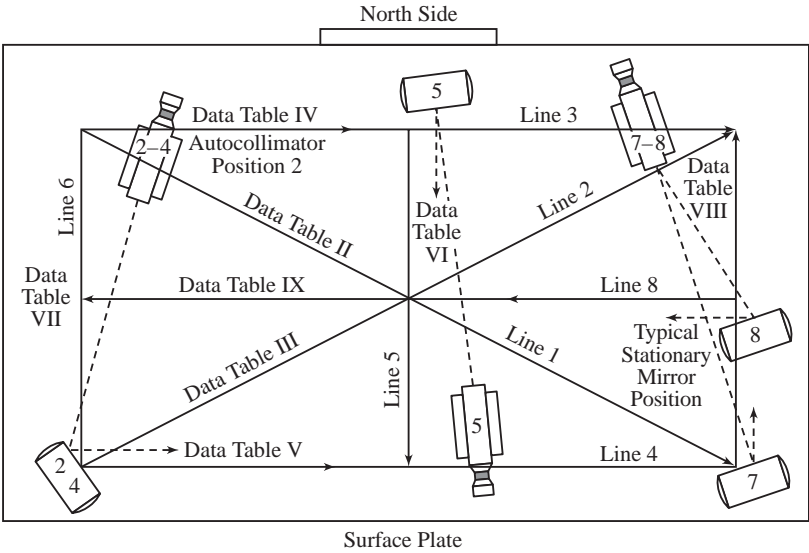 North Side
5
Data Table IV
Line 3
2–4
Autocollimator
Position 2
7–8
Data
Table
VIII
Line 6
Data Table II
Data
Table
VI
Line 2
Data
Table
VII
Data Table IX
Line 8
Typical
Stationary
Mirror
Position
8
Data Table III
Line 5
Line 1
5
2
4
Data Table V
Line 4
7
Surface Plate